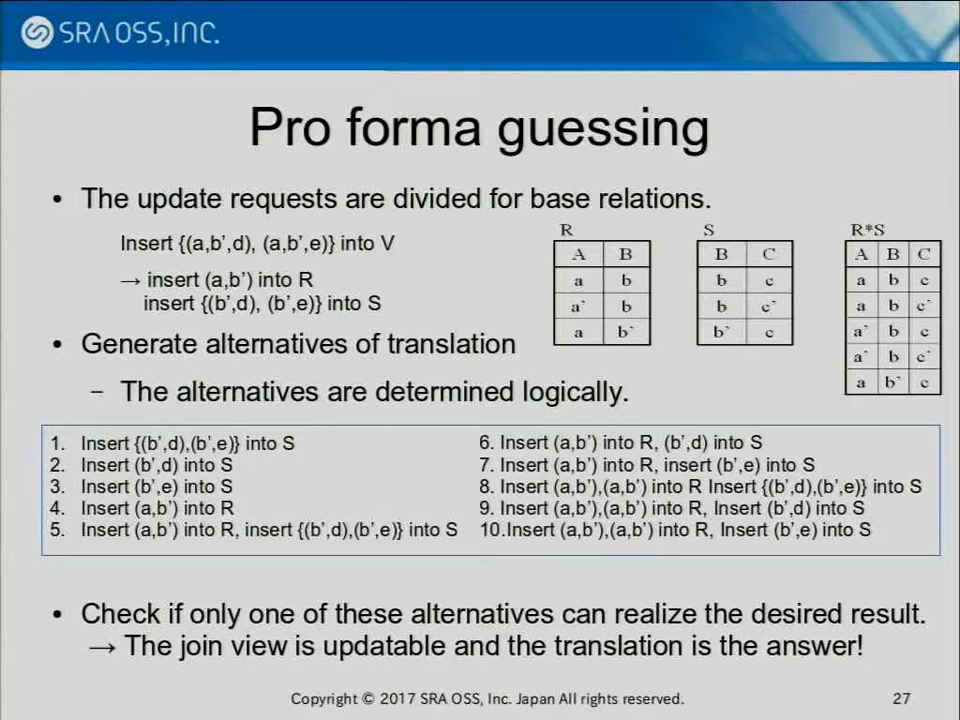 SRA OSS, INC.
Pro forma guessing
• The update requests are divided for base relations.
Insert {(a,b’,d), (a,b’,e)} into V
→ insert (a,b’) into R
insert {(b’,d), (b’,e)} into S
R
A B
a b
a’ b
a b’
S
B C
b c
b c’
b’ c
R*S
A B C
a b c
a b c’
a’ b c
a’ b c’
a b’ c
• Generate alternatives of translation
– The alternatives are determined logically.
1. Insert {(b’,d),(b’,e)} into S
2. Insert (b’,d) into S
3. Insert (b’,e) into S
4. Insert (a,b’) into R
5. Insert (a,b’) into R, insert {(b’,d),(b’,e)} into S
6. Insert (a,b’) into R, (b’,d) into S
7. Insert (a,b’) into R, insert (b’,e) into S
8. Insert (a,b’),(a,b’) into R Insert {(b’,d),(b’,e)} into S
9. Insert (a,b’),(a,b’) into R, Insert (b’,d) into S
10.Insert (a,b’),(a,b’) into R, Insert (b’,e) into S
• Check if only one of these alternatives can realize the desired result.
→ The join view is updatable and the translation is the answer!
Copyright © 2017 SRA OSS, Inc. Japan All rights reserved.
27